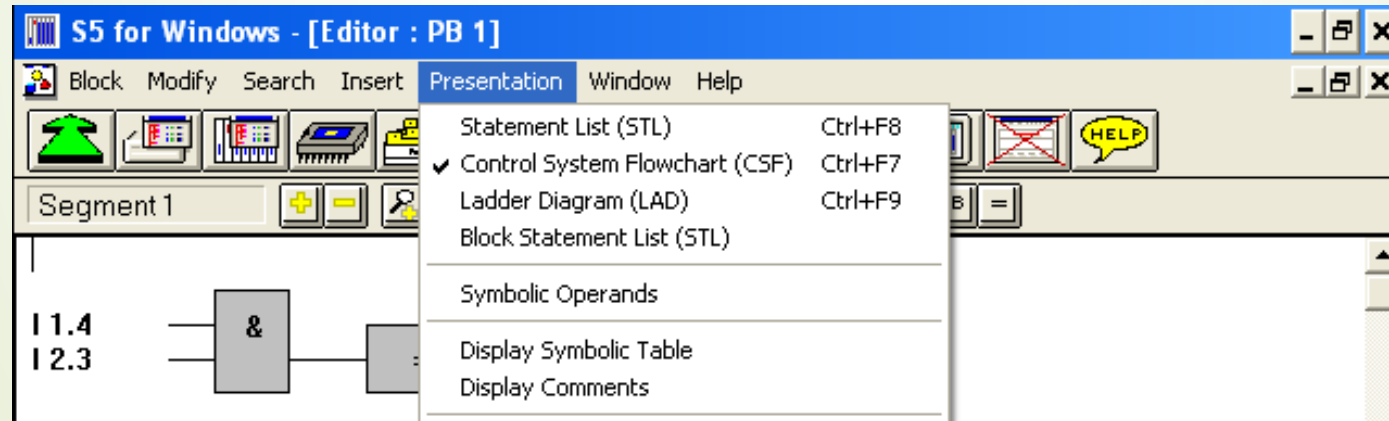 S5 for Windows - [Editor : PB 1]
Block Modify Search Insert Presentation Window Help
HELP
Segment 1
B =
Statement List (STL) Ctrl+F8
Control System Flowchart (CSF) Ctrl+F7
Ladder Diagram (LAD) Ctrl+F9
Block Statement List (STL)
Symbolic Operands
Display Symbolic Table
Display Comments
I 1.4 &
I 2.3